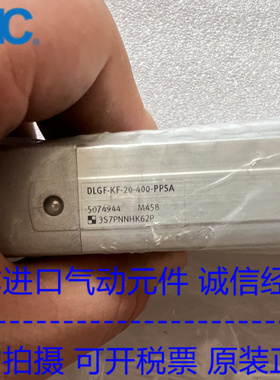 C
DLGF-KF-20-400-PPSA
5074944 M458
3S7PNNHK62P
进口气动元件 诚信经
拍摄 可开税票 原装正